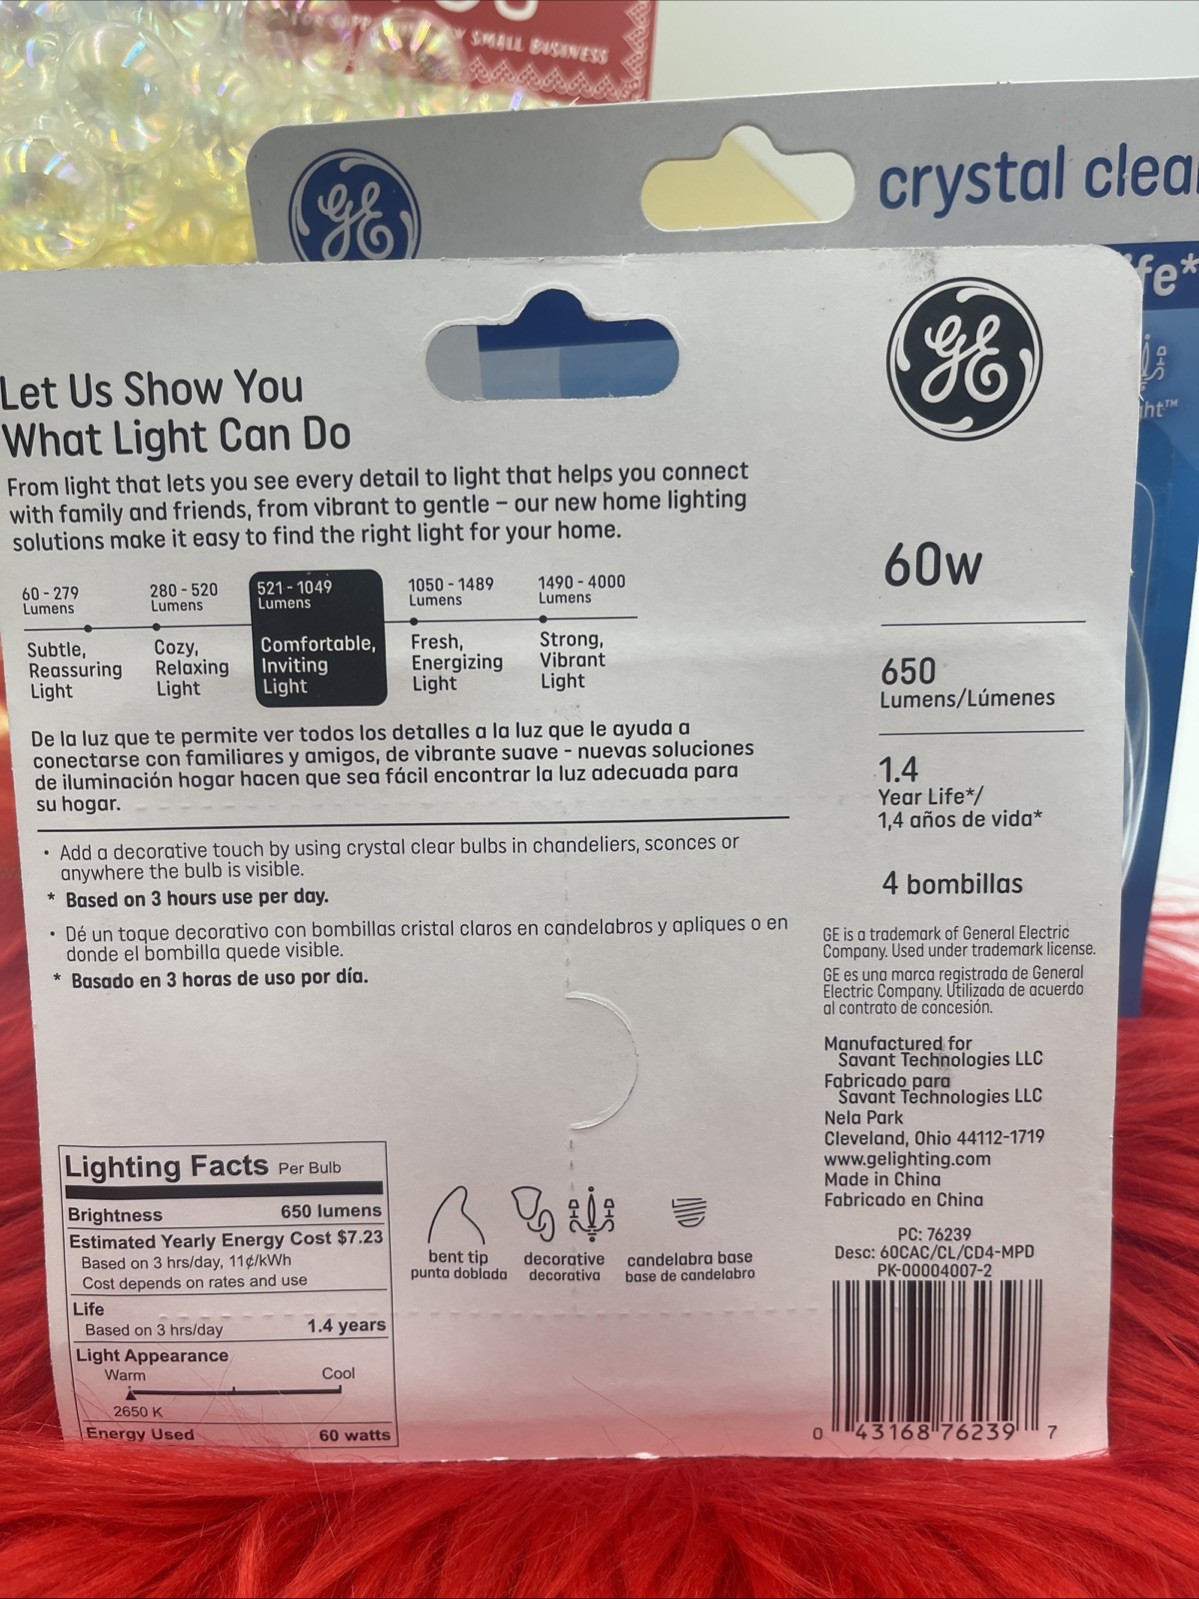 SMALL BUSINESS
GE
crystal clea
fe*
ht™
GE
Let Us Show You
What Light Can Do
From light that lets you see every detail to light that helps you connect
with family and friends, from vibrant to gentle – our new home lighting
solutions make it easy to find the right light for your home.
60 - 279
Lumens
Subtle,
Reassuring
Light
280 - 520
Lumens
Cozy,
Relaxing
Light
521 - 1049
Lumens
Comfortable,
Inviting
Light
1050 - 1489
Lumens
Fresh,
Energizing
Light
1490 - 4000
Lumens
Strong,
Vibrant
Light
De la luz que te permite ver todos los detalles a la luz que le ayuda a
conectarse con familiares y amigos, de vibrante suave - nuevas soluciones
de iluminación hogar hacen que sea fácil encontrar la luz adecuada para
su hogar.
• Add a decorative touch by using crystal clear bulbs in chandeliers, sconces or
anywhere the bulb is visible.
* Based on 3 hours use per day.
• Dé un toque decorativo con bombillas cristal claros en candelabros y apliques o en
donde el bombilla quede visible.
* Basado en 3 horas de uso por día.
60w
650
Lumens/Lúmenes
1.4
Year Life*/
1,4 años de vida*
4 bombillas
GE is a trademark of General Electric
Company. Used under trademark license.
GE es una marca registrada de General
Electric Company. Utilizada de acuerdo
al contrato de concesión.
Manufactured for
Savant Technologies LLC
Fabricado para
Savant Technologies LLC
Nela Park
Cleveland, Ohio 44112-1719
www.gelighting.com
Made in China
Fabricado en China
PC: 76239
Desc: 60CAC/CL/CD4-MPD
PK-00004007-2
0 43168 76239 7
Lighting Facts Per Bulb
Brightness 650 lumens
Estimated Yearly Energy Cost $7.23
Based on 3 hrs/day, 11¢/kWh
Cost depends on rates and use
Life
Based on 3 hrs/day 1.4 years
Light Appearance
Warm Cool
2650 K
Energy Used 60 watts
bent tip
punta doblada
decorative
decorativa
candelabra base
base de candelabro